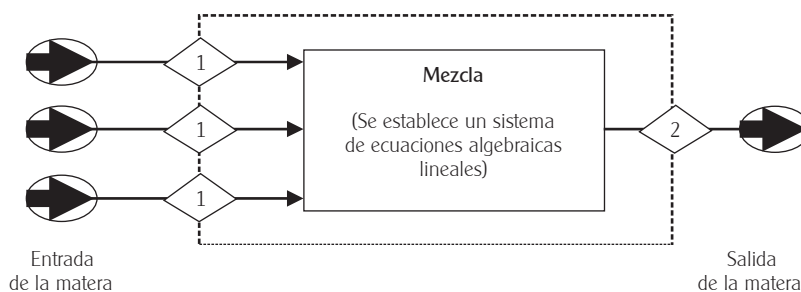 1
Mezcla
1
(Se establece un sistema
de ecuaciones algebraicas
lineales)
2
1
Entrada
de la matera
Salida
de la matera